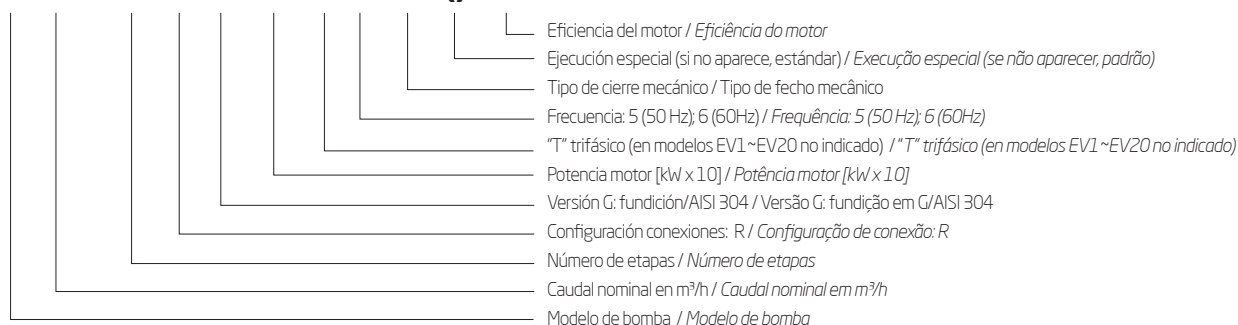 Eficiencia del motor / Eficiência do motor
Ejecución especial (si no aparece, estándar) / Execução especial (se não aparecer, padrão)
Tipo de cierre mecánico / Tipo de fecho mecânico
Frecuencia: 5 (50 Hz); 6 (60Hz) / Frequência: 5 (50 Hz); 6 (60Hz)
"T" trifásico (en modelos EV1~EV20 no indicado) / "T" trifásico (en modelos EV1~EV20 no indicado)
Potencia motor [kW x 10] / Potência motor [kW x 10]
Versión G: fundición/AISI 304 / Versão G: fundição em G/AISI 304
Configuración conexiones: R / Configuração de conexão: R
Número de etapas / Número de etapas
Caudal nominal en m³/h / Caudal nominal em m³/h
Modelo de bomba / Modelo de bomba